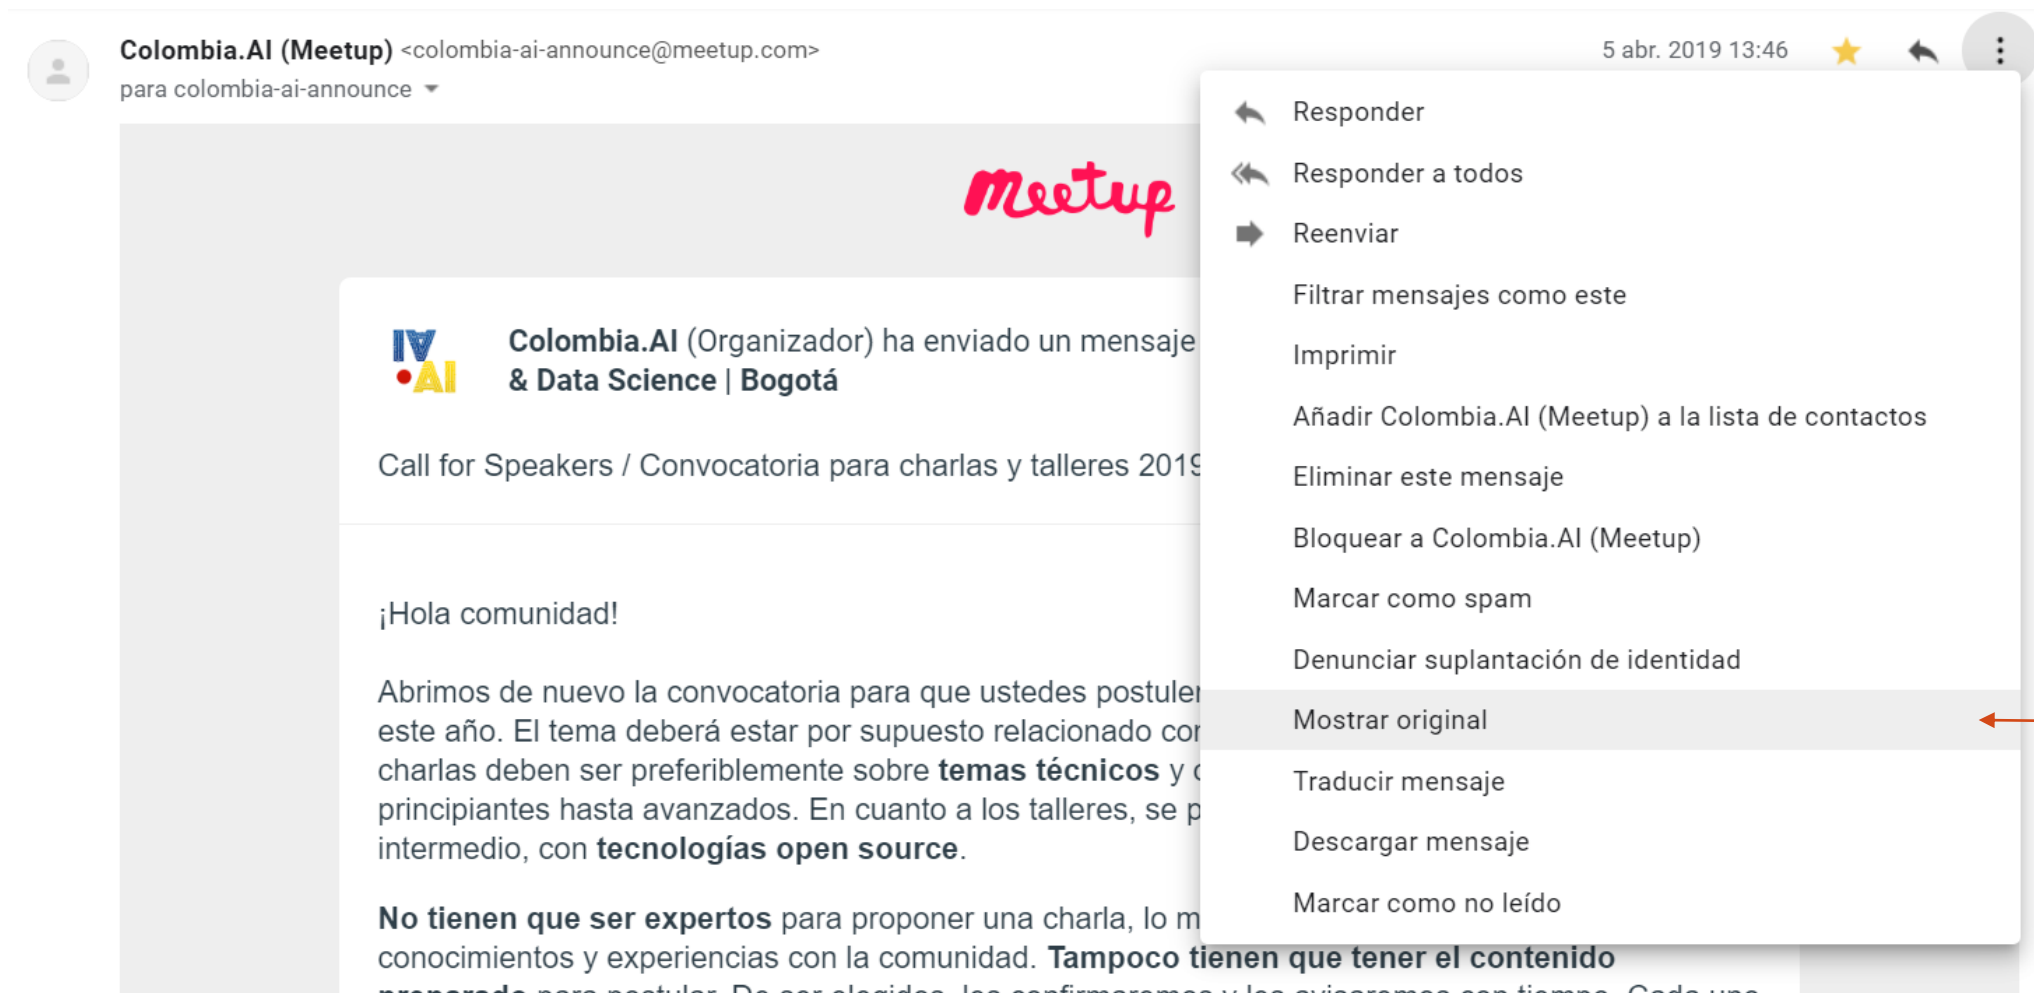 Colombia.AI (Meetup) <colombia-ai-announce@meetup.com>
5 abr. 2019 13:46
para colombia-ai-announce
meetup
AI
AI
Colombia.AI (Organizador) ha enviado un mensaje
& Data Science | Bogotá
Call for Speakers / Convocatoria para charlas y talleres 2019
¡Hola comunidad!
Abrimos de nuevo la convocatoria para que ustedes
este año. El tema deberá estar por supuesto relacionado
charlas deben ser preferiblemente sobre temas técnicos y
principiantes hasta avanzados. En cuanto a los talleres, se
intermedio, con tecnologías open source.
No tienen que ser expertos para proponer una charla, lo
conocimientos y experiencias con la comunidad. Tampoco tienen que tener el contenido
Responder
Responder a todos
Reenviar
Filtrar mensajes como este
Imprimir
Añadir Colombia.AI (Meetup) a la lista de contactos
Eliminar este mensaje
Bloquear a Colombia.AI (Meetup)
Marcar como spam
Denunciar suplantación de identidad
Mostrar original
Traducir mensaje
Descargar mensaje
Marcar como no leído